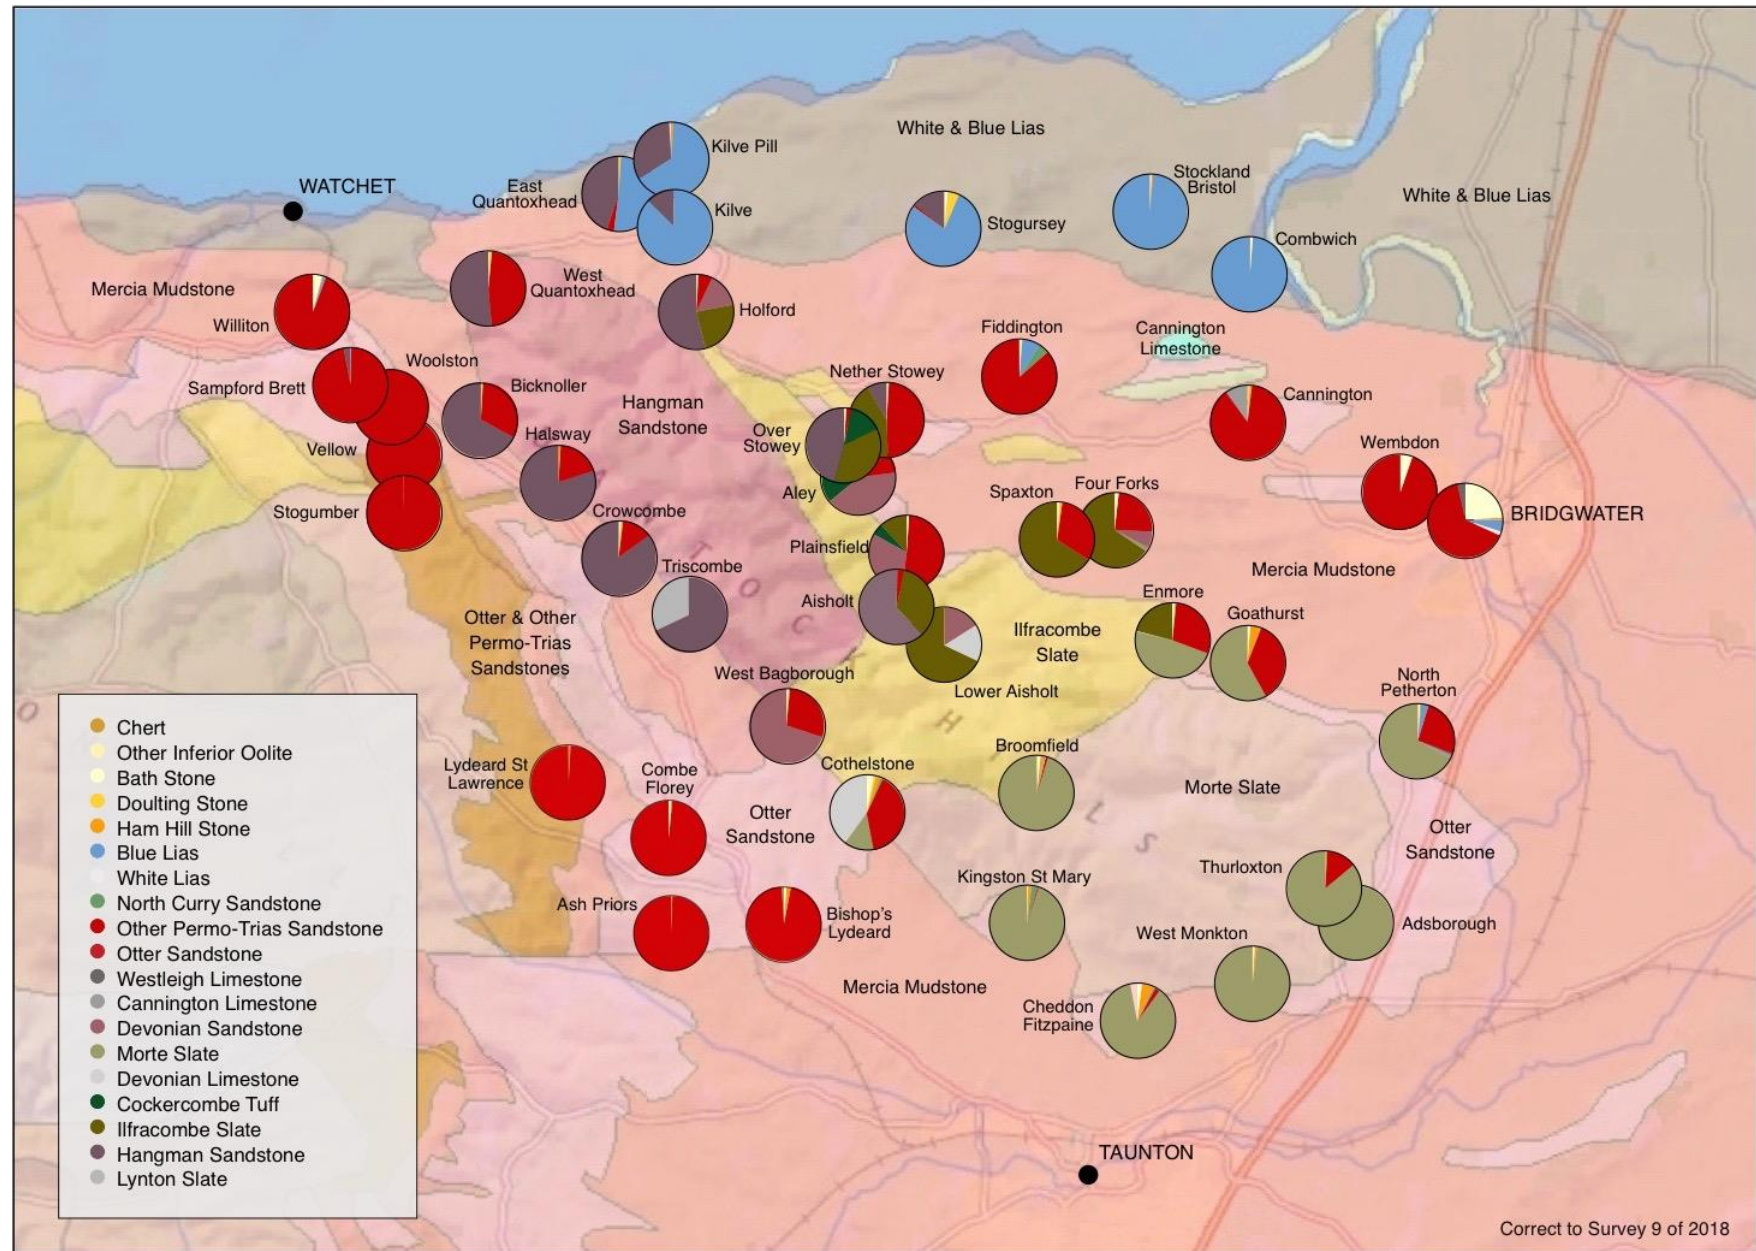 Kilve Pill
White & Blue Lias
WATCHET
East
Quantoxhead
Stockland
Bristol
White & Blue Lias
Kilve
Stogursey
Combwich
Mercia Mudstone
West
Quantoxhead
Williton
Holford
Fiddington
Cannington
Limestone
Woolston
Nether Stowey
Sampford Brett
Bicknoller
Hangman
Sandstone
Cannington
Halsway
Over
Stowey
Vellow
Wembdon
Aley
Spaxton
Four Forks
Stogumber
Crowcombe
BRIDGWATER
T
Plainsfield
Triscombe
Mercia Mudstone
O
Aisholt
Enmore
Goathurst
Otter & Other
Permo-Trias
Sandstones
C
Ilfracombe
Slate
West Bagborough
Lower Aisholt
North
Petherton
O
H
Broomfield
Lydeard St
Lawrence
Combe
Florey
Cothelstone
Morte Slate
Otter
Sandstone
L
S
Otter
Sandstone
Thurloxton
Kingston St Mary
Ash Priors
Bishop's
Lydeard
Adsborough
West Monkton
Mercia Mudstone
Cheddon
Fitzpaine
TAUNTON
Chert
Other Inferior Oolite
Bath Stone
Doulting Stone
Ham Hill Stone
Blue Lias
White Lias
North Curry Sandstone
Other Permo-Trias Sandstone
Otter Sandstone
Westleigh Limestone
Cannington Limestone
Devonian Sandstone
Morte Slate
Devonian Limestone
Cockercombe Tuff
Ilfracombe Slate
Hangman Sandstone
Lynton Slate
Correct to Survey 9 of 2018